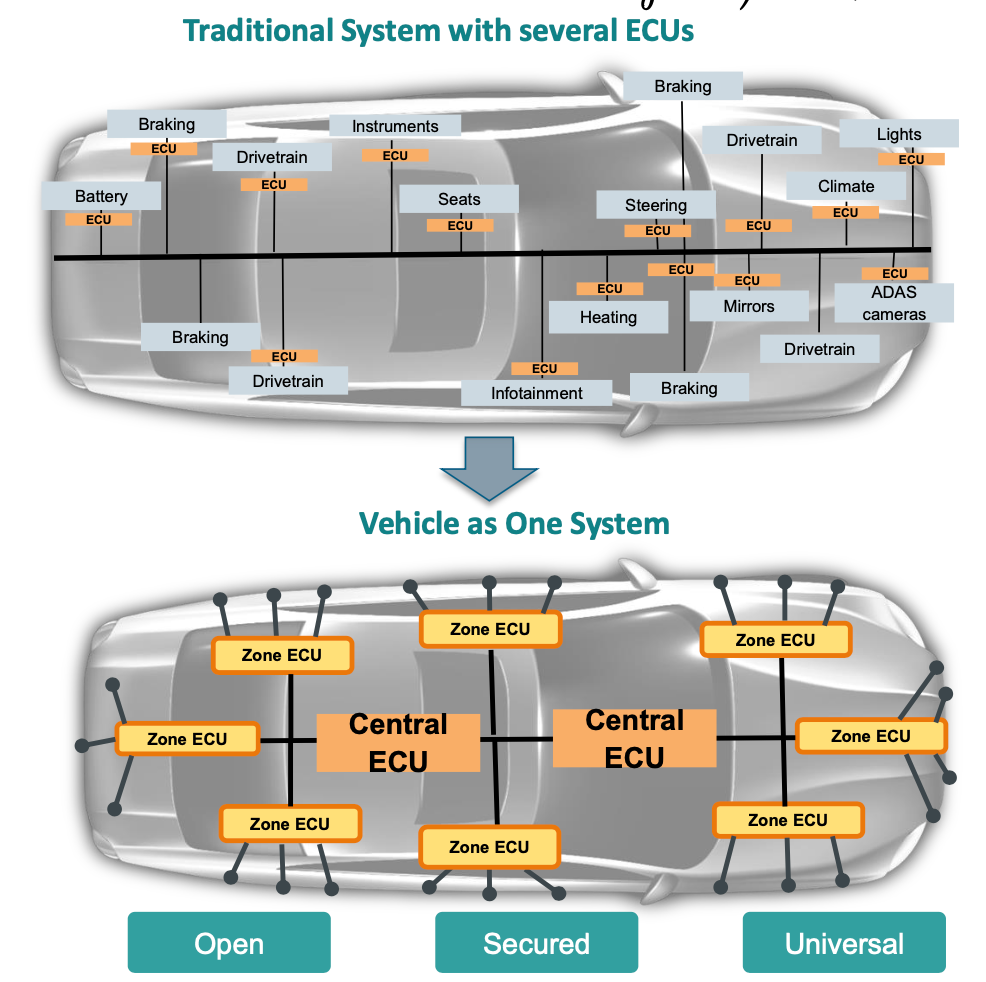 Traditional System with several ECUs
Braking
Braking
ECU
Instruments
ECU
Drivetrain
Lights
ECU
Drivetrain
ECU
Battery
ECU
Seats
ECU
Steering
ECU
Climate
ECU
ECU
ECU
ECU
Mirrors
ECU
ADAS
cameras
ECU
Heating
Braking
ECU
Drivetrain
Drivetrain
ECU
Infotainment
Braking
Vehicle as One System
Zone ECU
Zone ECU
Zone ECU
Zone ECU
Central
ECU
Central
ECU
Zone ECU
Zone ECU
Zone ECU
Zone ECU
Open
Secured
Universal